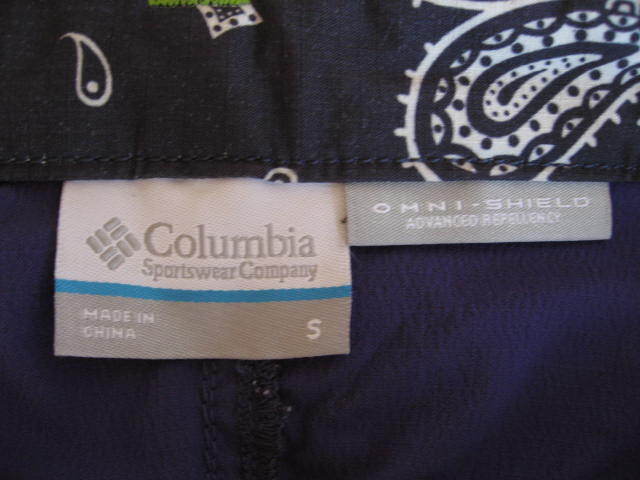 Columbia
Sportswear Company
MADE IN
CHINA
S
OMNI-SHIELD
ADVANCED REPELLENCY